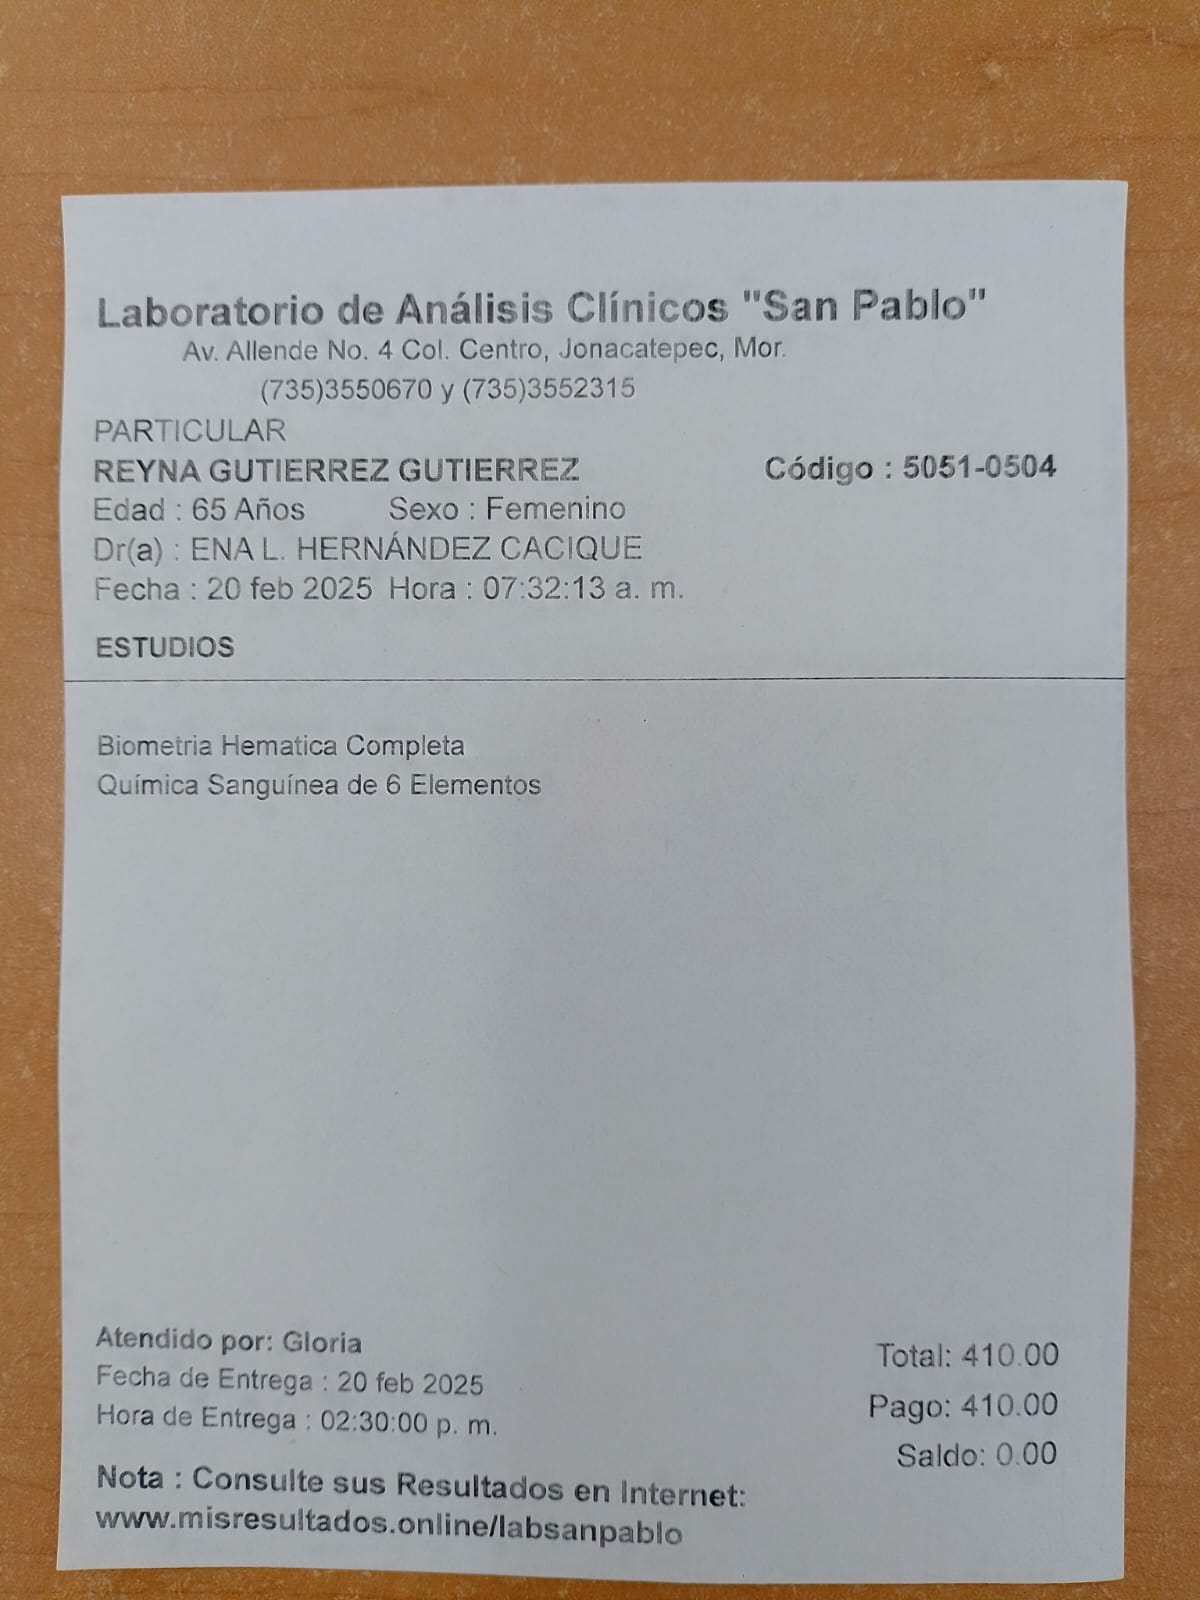 Laboratorio de Análisis Clínicos "San Pablo"
Av. Allende No. 4 Col. Centro, Jonacatepec, Mor.
(735)3550670 y (735)3552315
PARTICULAR
REYNA GUTIERREZ GUTIERREZ Código : 5051-0504
Edad : 65 Años Sexo : Femenino
Dr(a) : ENA L. HERNÁNDEZ CACIQUE
Fecha : 20 feb 2025 Hora : 07:32:13 a. m.
ESTUDIOS
Biometria Hematica Completa
Química Sanguínea de 6 Elementos
Atendido por: Gloria
Fecha de Entrega : 20 feb 2025
Hora de Entrega : 02:30:00 p. m.
Total: 410.00
Pago: 410.00
Saldo: 0.00
Nota : Consulte sus Resultados en Internet:
www.misresultados.online/labsanpablo